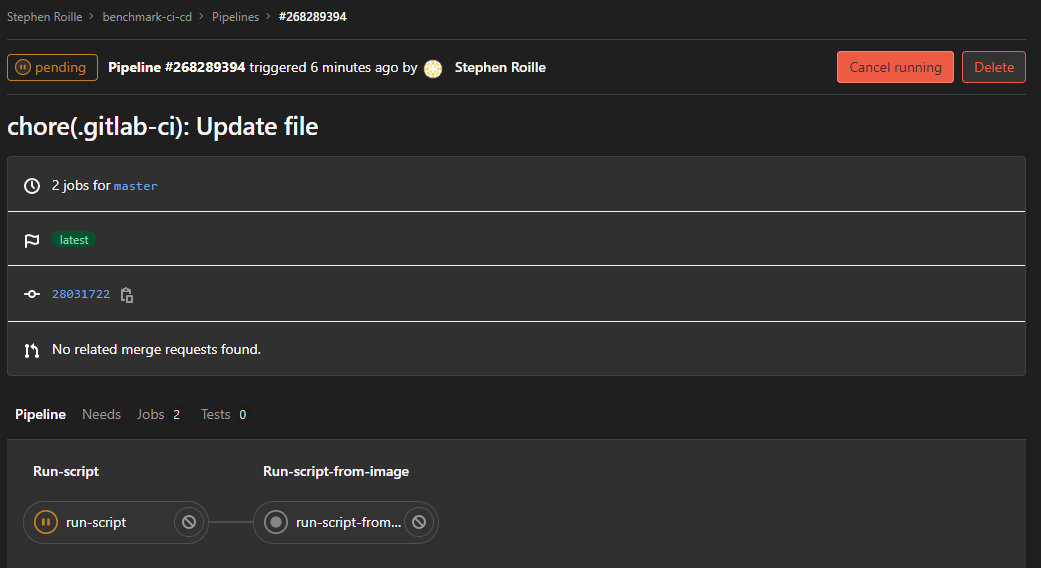 Stephen Roille > benchmark-ci-cd > Pipelines > #268289394
pending Pipeline #268289394 triggered 6 minutes ago by Stephen Roille Cancel running Delete
chore(.gitlab-ci): Update file
2 jobs for master
latest
28031722
No related merge requests found.
Pipeline Needs Jobs 2 Tests 0
Run-script Run-script-from-image
run-script run-script-from...